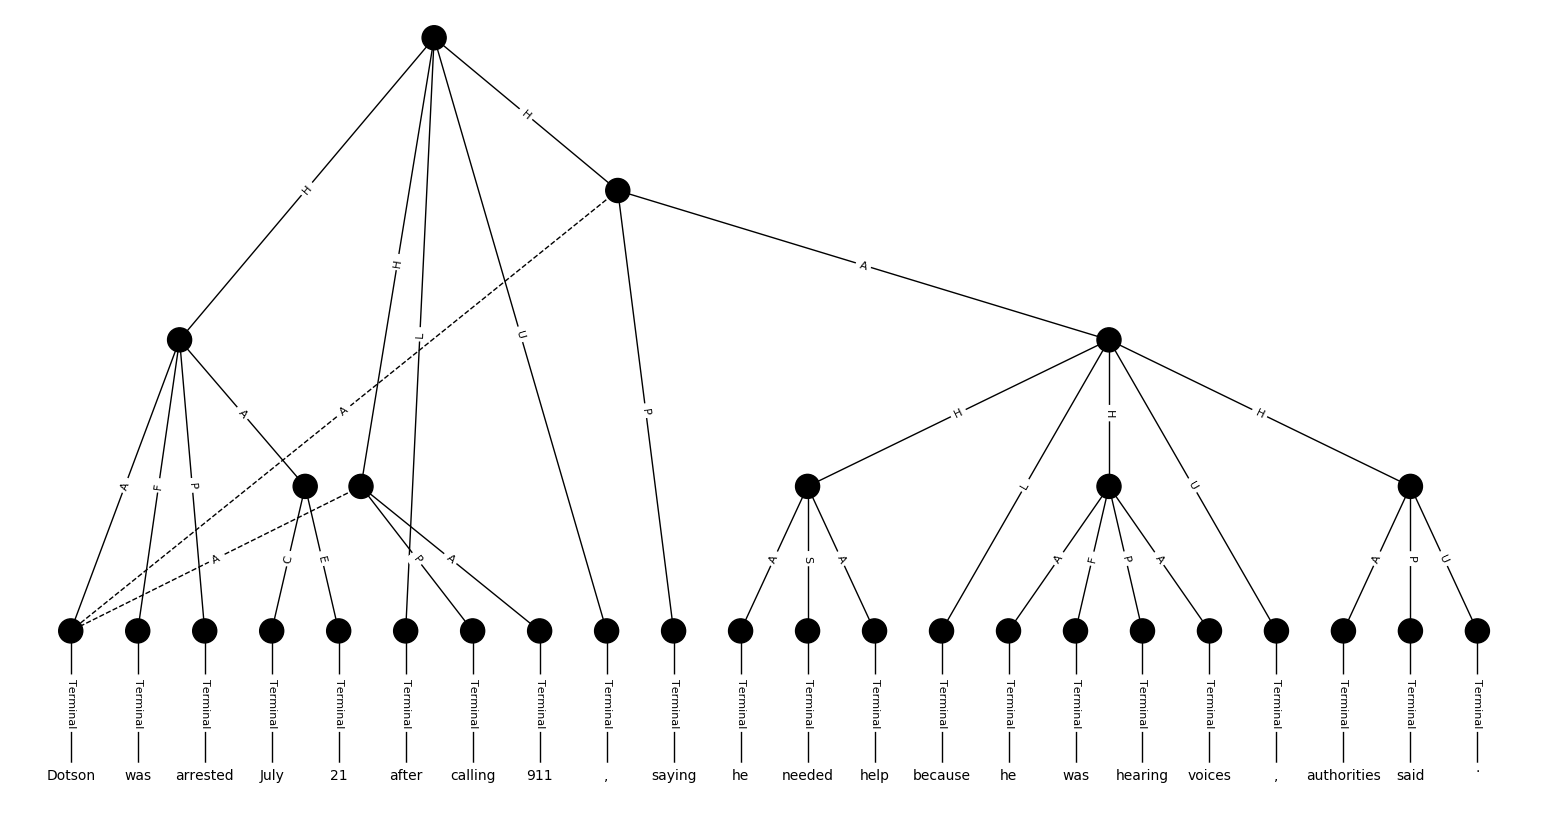 H
H
A
H
L
U
H
A
A
P
H
H
H
A
F
P
L
U
A
C
E
P
A
A
S
A
A
F
P
A
A
P
U
Terminal Terminal Terminal Terminal Terminal Terminal Terminal Terminal Terminal Terminal Terminal Terminal Terminal Terminal Terminal Terminal Terminal Terminal Terminal Terminal Terminal Terminal
Dotson was arrested July 21 after calling 911 , saying he needed help because he was hearing voices , authorities said .